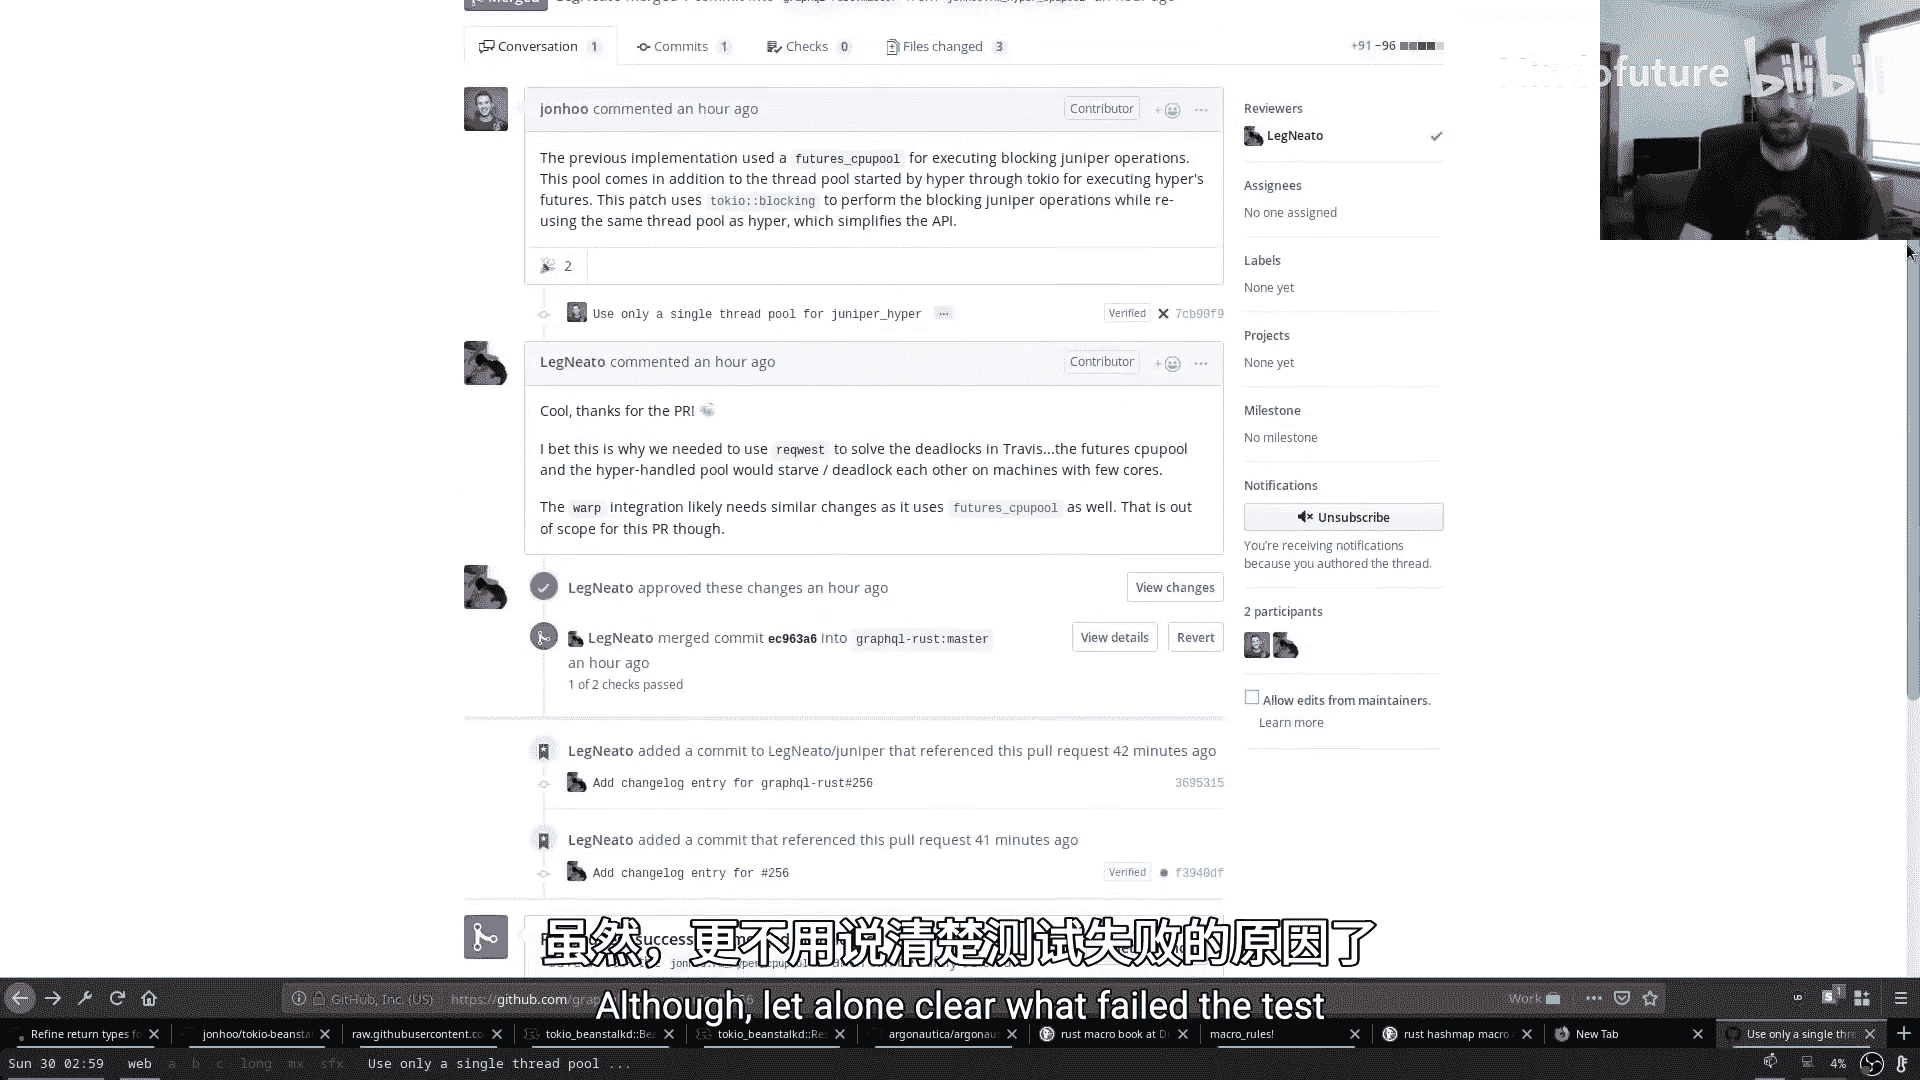 Merged
Conversation 1 Commits 1 Checks 0 Files changed 3 +91 −96
jonhoo commented an hour ago Contributor
The previous implementation used a futures_cpupool for executing blocking juniper operations.
This pool comes in addition to the thread pool started by hyper through tokio for executing hyper's
futures. This patch uses tokio::blocking to perform the blocking juniper operations while re-
using the same thread pool as hyper, which simplifies the API.
2
Use only a single thread pool for juniper_hyper ... Verified 7cb90f9
LegNeato commented an hour ago Contributor
Cool, thanks for the PR!
I bet this is why we needed to use reqwest to solve the deadlocks in Travis...the futures cpupool
and the hyper-handled pool would starve / deadlock each other on machines with few cores.
The warp integration likely needs similar changes as it uses futures_cpupool as well. That is out
of scope for this PR though.
LegNeato approved these changes an hour ago View changes
LegNeato merged commit ec963a6 into graphql-rust:master View details Revert
an hour ago
1 of 2 checks passed
LegNeato added a commit to LegNeato/juniper that referenced this pull request 42 minutes ago
Add changelog entry for graphql-rust#256 3695315
LegNeato added a commit that referenced this pull request 41 minutes ago
Add changelog entry for #256 Verified f3940df
Reviewers
LegNeato
Assignees
No one assigned
Labels
None yet
Projects
None yet
Milestone
No milestone
Notifications
Unsubscribe
You’re receiving notifications
because you authored the thread.
2 participants
Allow edits from maintainers.
Learn more
ofuture bilibili
虽然，更不用说清楚测试失败的原因了
Although, let alone clear what failed the test
GitHub, Inc. (US) https://github.com/gra Work
Refine return types fo jonhoo/tokio-beansta raw.githubusercontent.co tokio_beanstalkd::Bea tokio_beanstalkd::Res argonautica/argonaut rust macro book at D macro_rules! rust hashmap macro New Tab Use only a single thre
Sun 30 02:59 web a b c long mx sfx Use only a single thread pool ... 4%